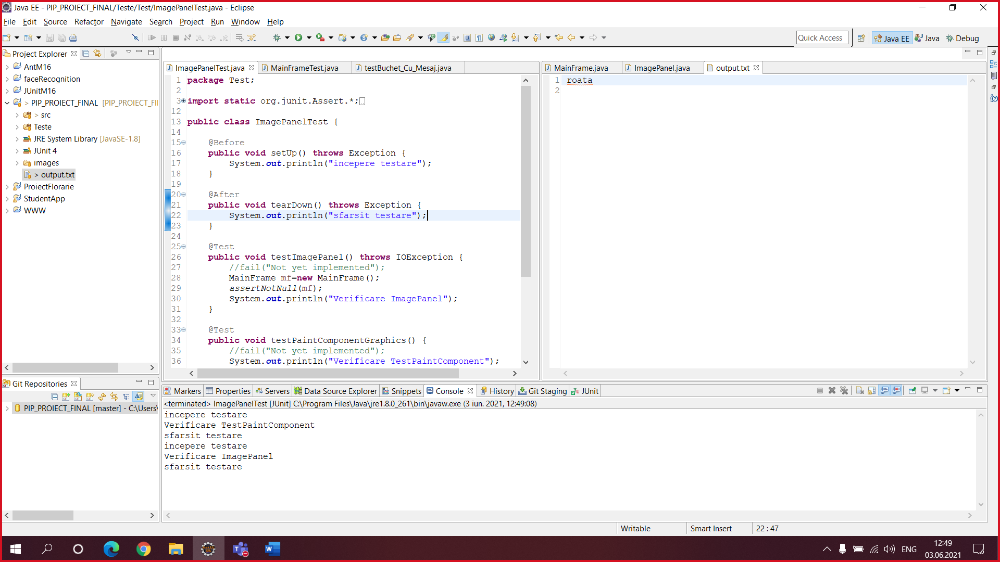 Java EE - PIP_PROIECT_FINAL/Teste/Test/ImagePanelTest.java - Eclipse
File Edit Source Refactor Navigate Search Project Run Window Help
Quick Access Java EE Java Debug
Project Explorer
AntM16
faceRecognition
JUnitM16
> PIP_PROIECT_FINAL [PIP_PROIECT_FI
> src
Teste
JRE System Library [JavaSE-1.8]
JUnit 4
images
> output.txt
ProiectFlorarie
StudentApp
WWW
Git Repositories
PIP_PROIECT_FINAL [master] - C:\Users\
ImagePanelTest.java MainFrameTest.java testBuchet_Cu_Mesaj.java
1 package Test;
2
3 import static org.junit.Assert.*;
12
13 public class ImagePanelTest {
14
15 @Before
16 public void setUp() throws Exception {
17 System.out.println("incepere testare");
18 }
19
20 @After
21 public void tearDown() throws Exception {
22 System.out.println("sfarsit testare");
23 }
24
25 @Test
26 public void testImagePanel() throws IOException {
27 //fail("Not yet implemented");
28 MainFrame mf=new MainFrame();
29 assertNotNull(mf);
30 System.out.println("Verificare ImagePanel");
31 }
32
33 @Test
34 public void testPaintComponentGraphics() {
35 //fail("Not yet implemented");
36 System.out.println("Verificare TestPaintComponent");
MainFrame.java ImagePanel.java output.txt
1 roata
2
Markers Properties Servers Data Source Explorer Snippets Console History Git Staging JUnit
<terminated> ImagePanelTest [JUnit] C:\Program Files\Java\jre1.8.0_261\bin\javaw.exe (3 iun. 2021, 12:49:08)
incepere testare
Verificare TestPaintComponent
sfarsit testare
incepere testare
Verificare ImagePanel
sfarsit testare
Writable Smart Insert 22 : 47
ENG 12:49
03.06.2021